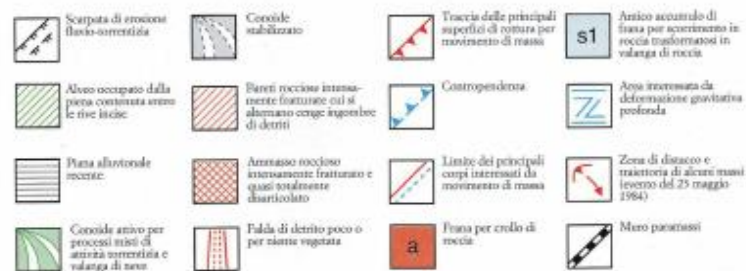 Scarpata di erosione
fluvio-torrentizia
Conoide
stabilizzato
Traccia delle principali
superfici di rottura per
movimento di massa
s1
Antico accumulo di
frana per scorrimento in
roccia trasformatosi in
valanga di roccia
Alveo occupato dalla
piena contenuta entro
le rive incise
Pareti rocciose intensa-
mente fratturate cui si
alternano cenge ingombre
di detriti
Contropendenza
Area interessata da
deformazione gravitativa
profonda
Piana alluvionale
recente
Ammasso roccioso
intensamente fratturato e
quasi totalmente
disarticolato
Limite dei principali
corpi interessati da
movimento di massa
Zona di distacco e
traiettoria di alcuni massi
(evento del 25 maggio
1984)
Conoide attivo per
processi misti di
attività torrentizia e
valanga di neve
Falda di detrito poco o
per niente vegetata
a
Frana per crollo di
roccia
Muro paramassi